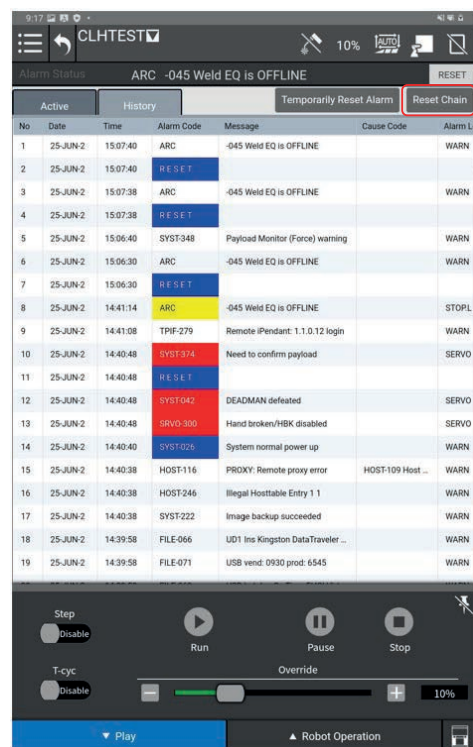 9:17
CLHTEST
10%
AUTO
Alarm Status ARC -045 Weld EQ is OFFLINE RESET
Active History Temporarily Reset Alarm Reset Chain
No Date Time Alarm Code Message Cause Code Alarm L
1 25-JUN-2 15:07:40 ARC -045 Weld EQ is OFFLINE WARN
2 25-JUN-2 15:07:40 RESET
3 25-JUN-2 15:07:38 ARC -045 Weld EQ is OFFLINE WARN
4 25-JUN-2 15:07:38 RESET
5 25-JUN-2 15:06:40 SYST-348 Payload Monitor (Force) warning WARN
6 25-JUN-2 15:06:30 ARC -045 Weld EQ is OFFLINE WARN
7 25-JUN-2 15:06:30 RESET
8 25-JUN-2 14:41:14 ARC -045 Weld EQ is OFFLINE STOP.L
9 25-JUN-2 14:41:08 TPIF-279 Remote iPendant: 1.1.0.12 login WARN
10 25-JUN-2 14:40:48 SYST-374 Need to confirm payload SERVO
11 25-JUN-2 14:40:48 RESET
12 25-JUN-2 14:40:48 SYST-042 DEADMAN defeated SERVO
13 25-JUN-2 14:40:48 SRVO-300 Hand broken/HBK disabled SERVO
14 25-JUN-2 14:40:40 SYST-026 System normal power up WARN
15 25-JUN-2 14:40:38 HOST-116 PROXY: Remote proxy error HOST-109 Host ... WARN
16 25-JUN-2 14:40:38 HOST-246 Illegal Hosttable Entry 1 1 WARN
17 25-JUN-2 14:40:38 SYST-222 Image backup succeeded WARN
18 25-JUN-2 14:39:58 FILE-066 UD1 Ins Kingston DataTraveler ... WARN
19 25-JUN-2 14:39:58 FILE-071 USB vend: 0930 prod: 6545 WARN
Step
Disable
Run Pause Stop
T-cyc Override
Disable
10%
▼ Play ▲ Robot Operation